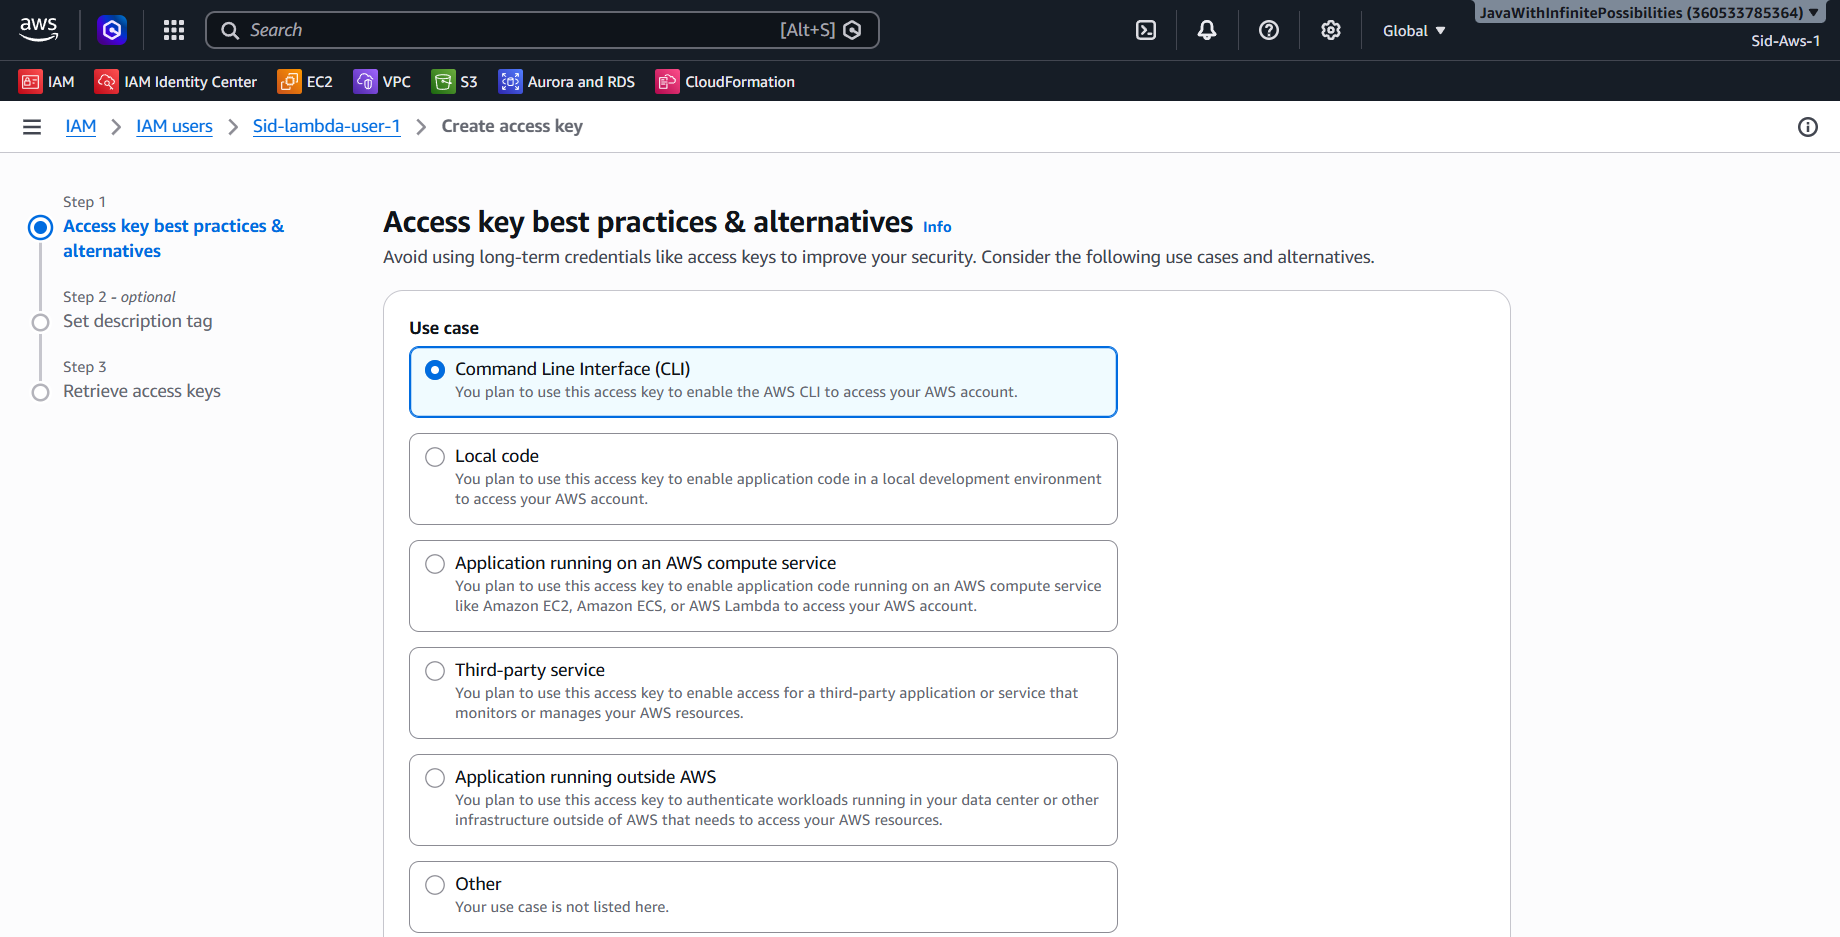 aws
Search
[Alt+S]
Global
JavaWithInfinitePossibilities (360533785364)
Sid-Aws-1
IAM
IAM Identity Center
EC2
VPC
S3
Aurora and RDS
CloudFormation
IAM
IAM users
Sid-lambda-user-1
Create access key
Step 1
Access key best practices &
alternatives
Step 2 - optional
Set description tag
Step 3
Retrieve access keys
Access key best practices & alternatives Info
Avoid using long-term credentials like access keys to improve your security. Consider the following use cases and alternatives.
Use case
Command Line Interface (CLI)
You plan to use this access key to enable the AWS CLI to access your AWS account.
Local code
You plan to use this access key to enable application code in a local development environment
to access your AWS account.
Application running on an AWS compute service
You plan to use this access key to enable application code running on an AWS compute service
like Amazon EC2, Amazon ECS, or AWS Lambda to access your AWS account.
Third-party service
You plan to use this access key to enable access for a third-party application or service that
monitors or manages your AWS resources.
Application running outside AWS
You plan to use this access key to authenticate workloads running in your data center or other
infrastructure outside of AWS that needs to access your AWS resources.
Other
Your use case is not listed here.